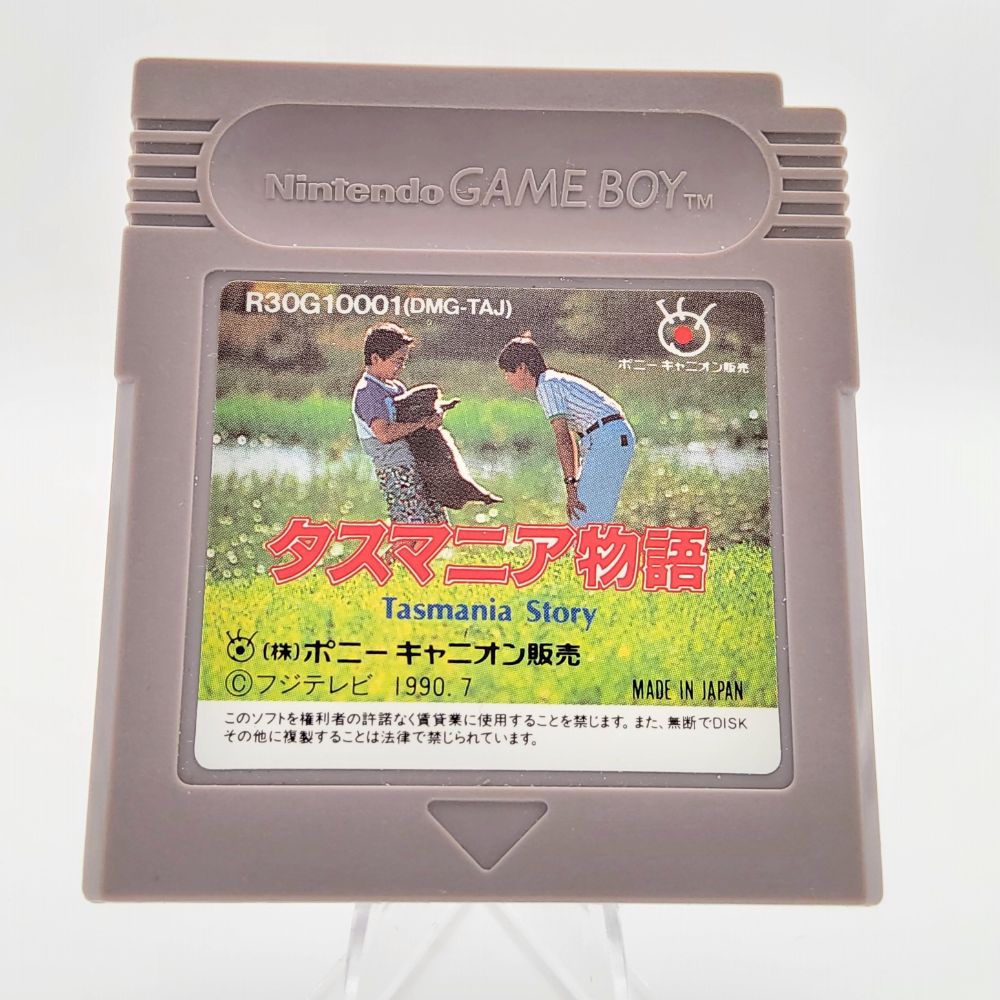 Nintendo GAME BOY™
R30G10001(DMG-TAJ)
ポニーキャニオン販売
タスマニア物語
Tasmania Story
(株)ポニーキャニオン販売
©フジテレビ 1990.7
MADE IN JAPAN
このソフトを権利者の許諾なく賃貸業に使用することを禁じます。また、無断でDISK
その他に複製することは法律で禁じられています。